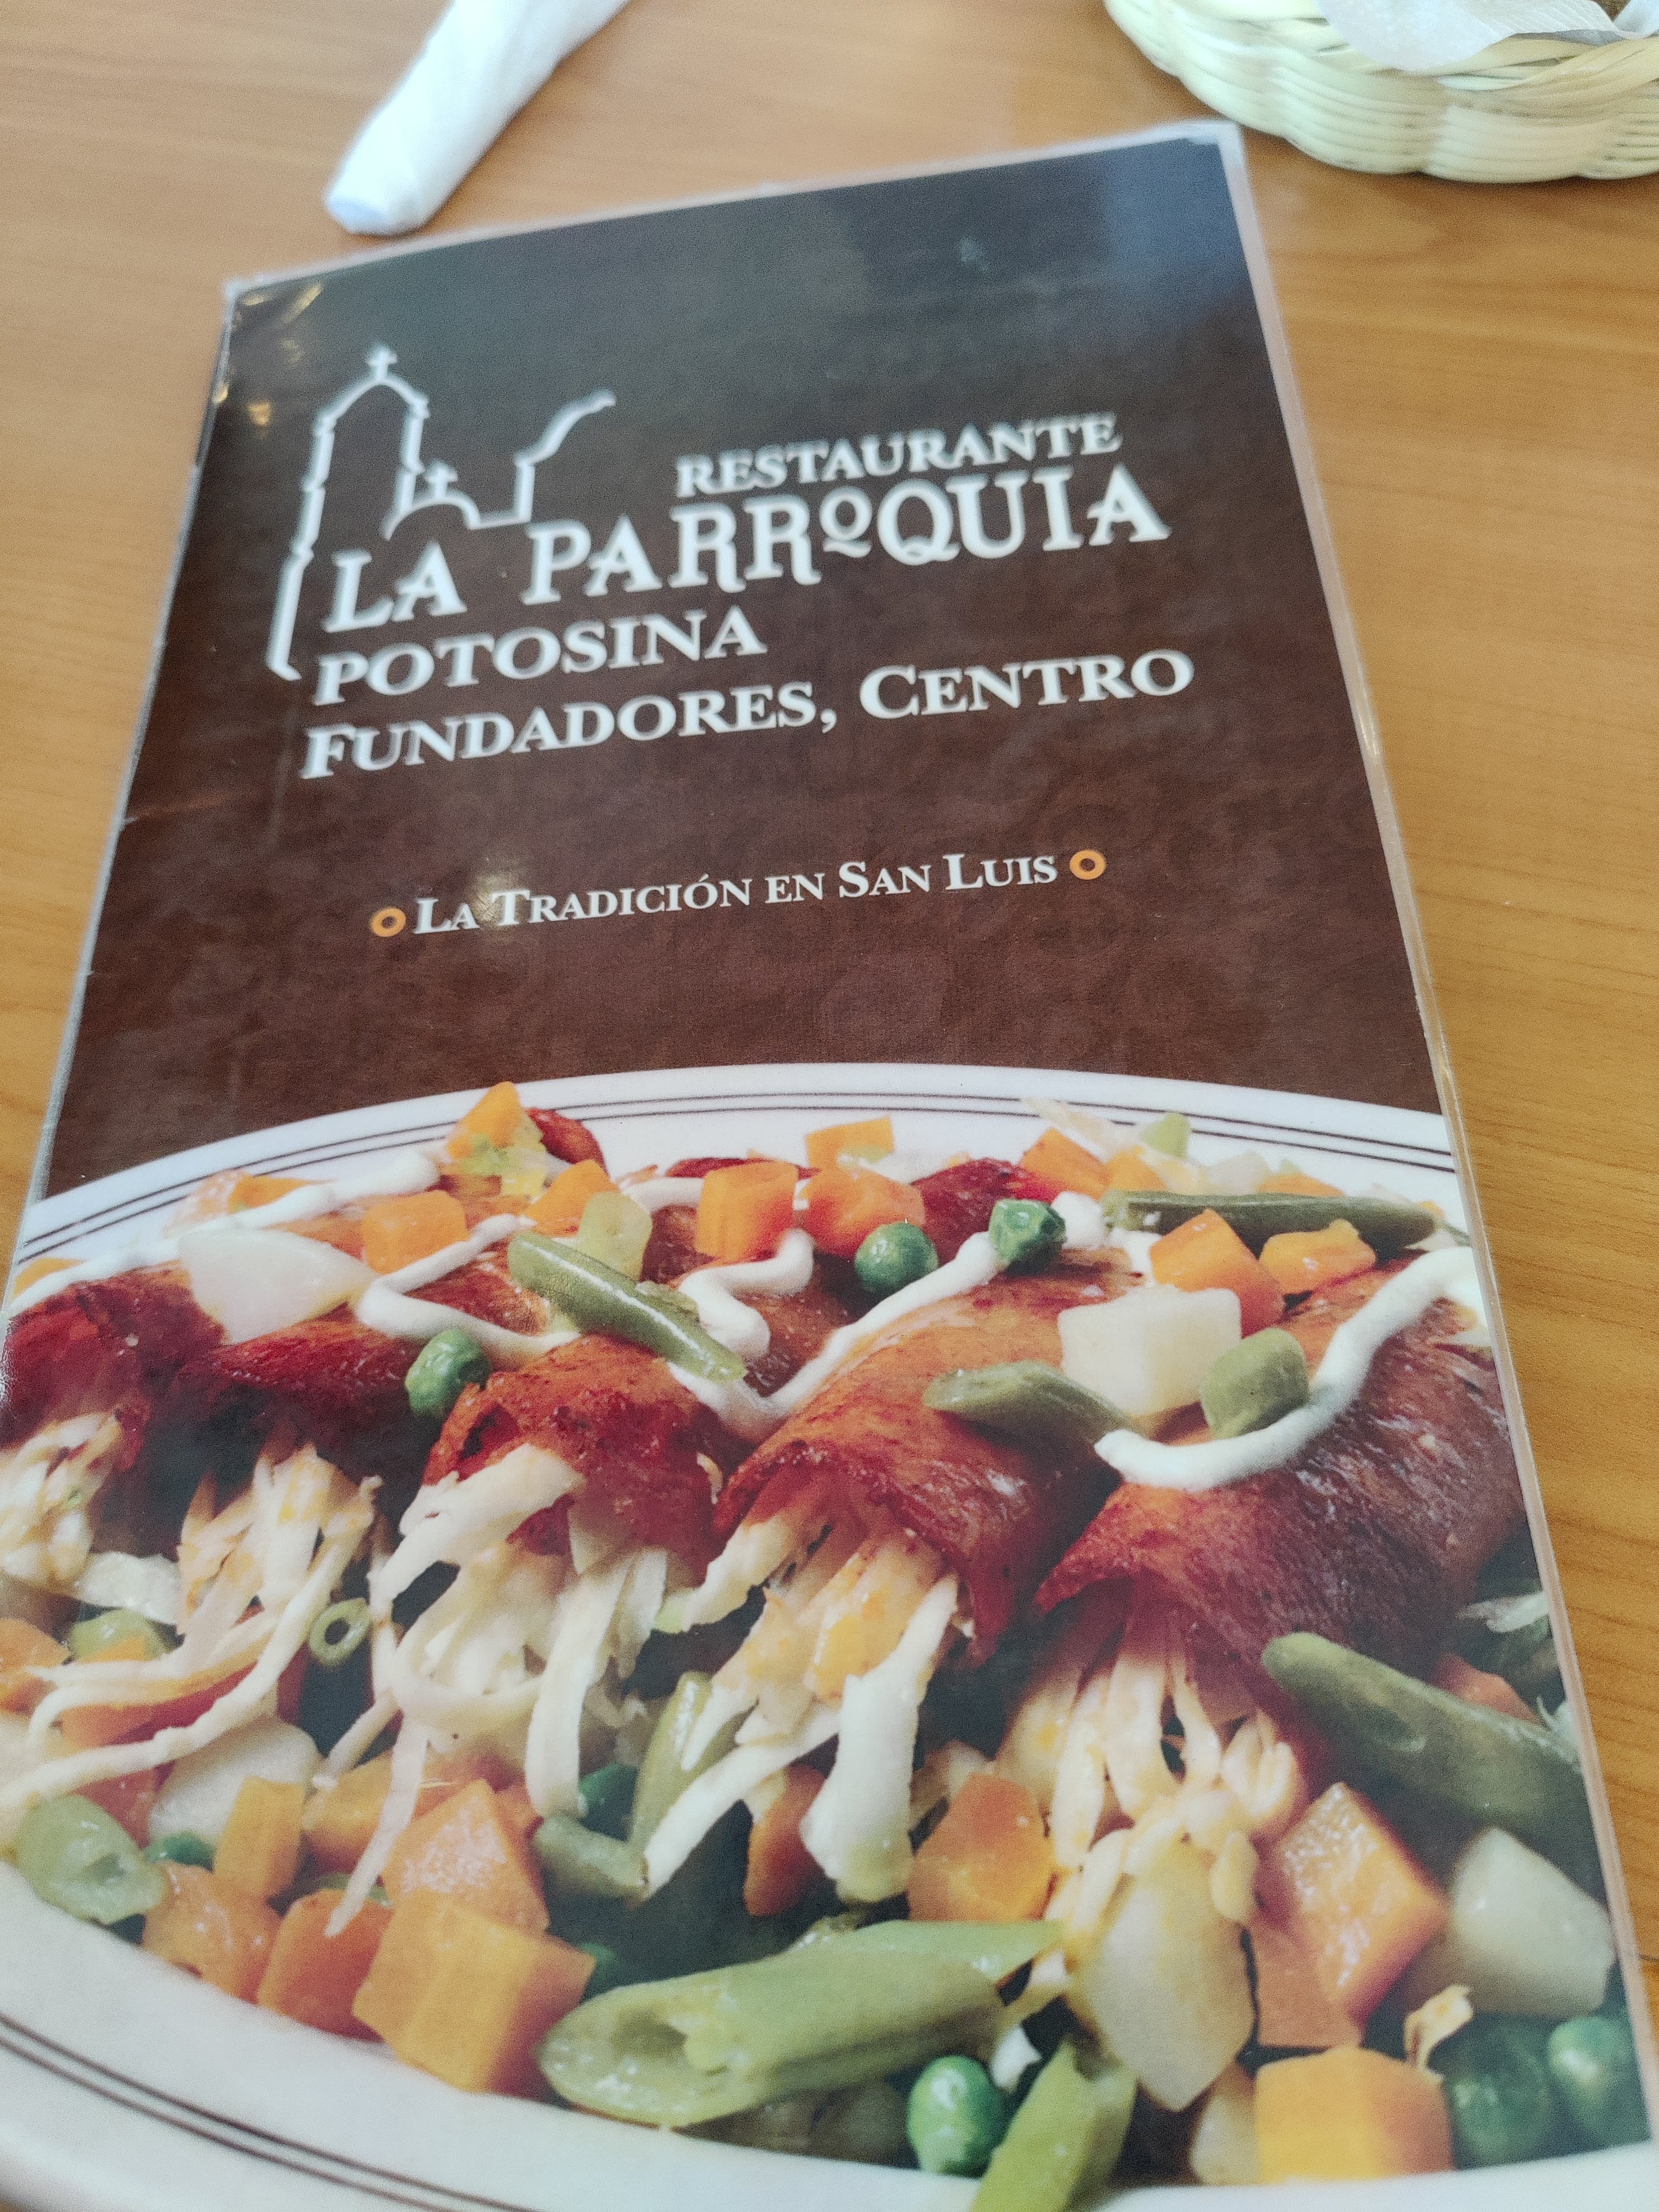 RESTAURANTE
LA PARROQUIA
POTOSINA
FUNDADORES, CENTRO
LA TRADICIÓN EN SAN LUIS